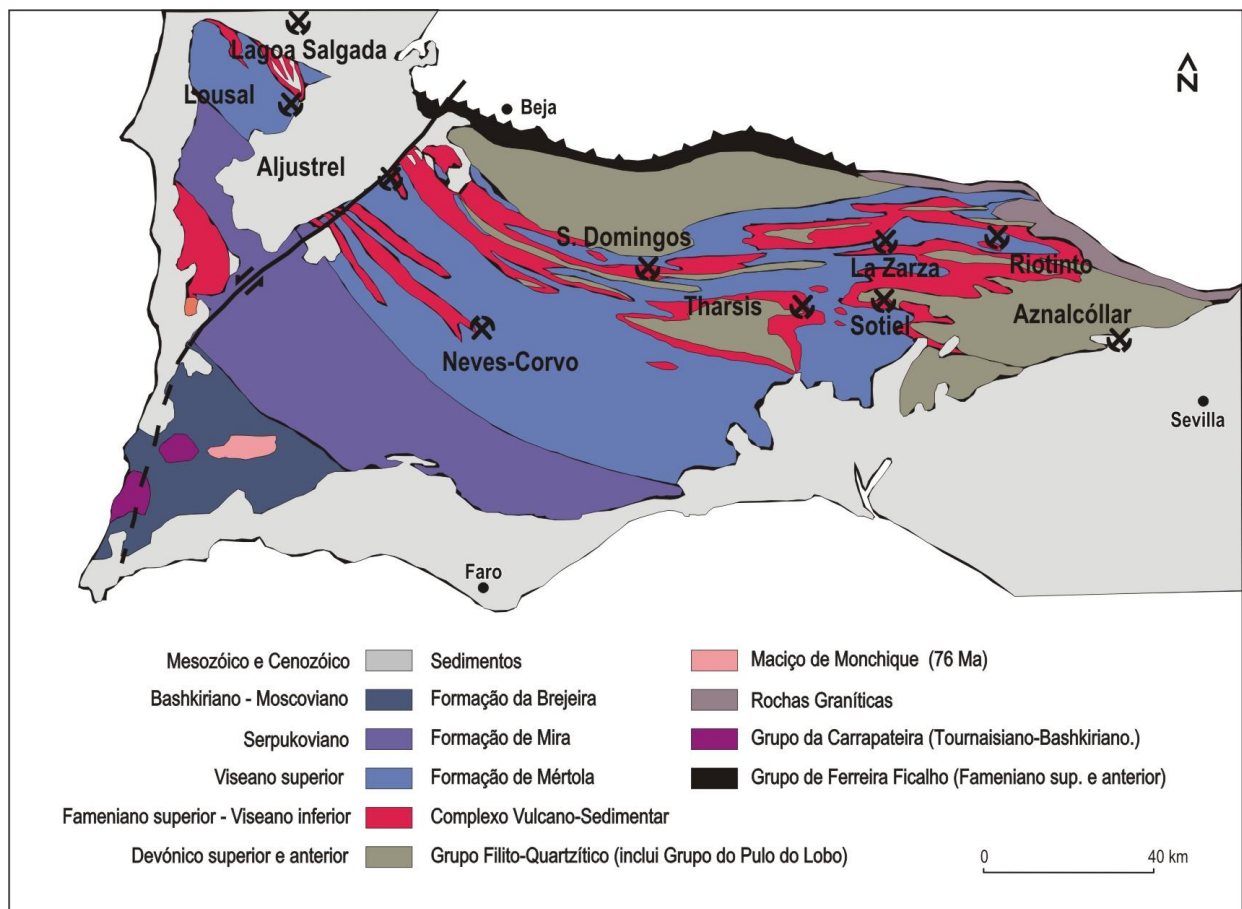 Lagoa Salgada
N
Lousal
Beja
Aljustrel
S. Domingos
La Zarza
Riotinto
Tharsis
Sotiel
Aznalcóllar
Neves-Corvo
Sevilla
Faro
Mesozóico e Cenozóico Sedimentos
Bashkiriano - Moscoviano Formação da Brejeira
Serpukoviano Formação de Mira
Viseano superior Formação de Mértola
Fameniano superior - Viseano inferior Complexo Vulcano-Sedimentar
Devónico superior e anterior Grupo Filito-Quartzítico (inclui Grupo do Pulo do Lobo)
Maciço de Monchique (76 Ma)
Rochas Graníticas
Grupo da Carrapateira (Tournaisiano-Bashkiriano.)
Grupo de Ferreira Ficalho (Fameniano sup. e anterior)
0 40 km